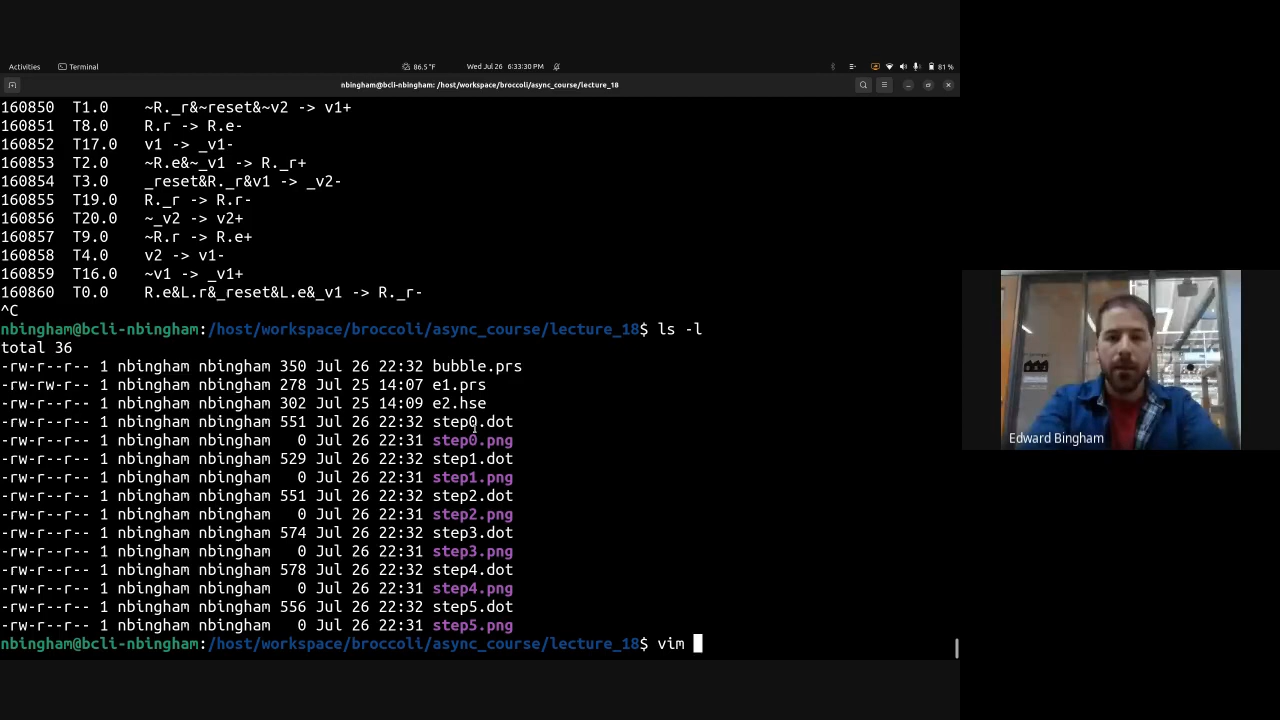 Activities Terminal 86.5 °F Wed Jul 26 6:33:30 PM 81 %
nbingham@bcli-nbingham: /host/workspace/broccoli/async_course/lecture_18
160850 T1.0 ~R._r&~reset&~v2 -> v1+
160851 T8.0 R.r -> R.e-
160852 T17.0 v1 -> _v1-
160853 T2.0 ~R.e&~_v1 -> R._r+
160854 T3.0 _reset&R._r&v1 -> _v2-
160855 T19.0 R._r -> R.r-
160856 T20.0 ~_v2 -> v2+
160857 T9.0 ~R.r -> R.e+
160858 T4.0 v2 -> v1-
160859 T16.0 ~v1 -> _v1+
160860 T0.0 R.e&L.r&_reset&L.e&_v1 -> R._r-
^C
nbingham@bcli-nbingham:/host/workspace/broccoli/async_course/lecture_18$ ls -l
total 36
-rw-r--r-- 1 nbingham nbingham 350 Jul 26 22:32 bubble.prs
-rw-rw-r-- 1 nbingham nbingham 278 Jul 25 14:07 e1.prs
-rw-r--r-- 1 nbingham nbingham 302 Jul 25 14:09 e2.hse
-rw-r--r-- 1 nbingham nbingham 551 Jul 26 22:32 step0.dot
-rw-r--r-- 1 nbingham nbingham 0 Jul 26 22:31 step0.png
-rw-r--r-- 1 nbingham nbingham 529 Jul 26 22:32 step1.dot
-rw-r--r-- 1 nbingham nbingham 0 Jul 26 22:31 step1.png
-rw-r--r-- 1 nbingham nbingham 551 Jul 26 22:32 step2.dot
-rw-r--r-- 1 nbingham nbingham 0 Jul 26 22:31 step2.png
-rw-r--r-- 1 nbingham nbingham 574 Jul 26 22:32 step3.dot
-rw-r--r-- 1 nbingham nbingham 0 Jul 26 22:31 step3.png
-rw-r--r-- 1 nbingham nbingham 578 Jul 26 22:32 step4.dot
-rw-r--r-- 1 nbingham nbingham 0 Jul 26 22:31 step4.png
-rw-r--r-- 1 nbingham nbingham 556 Jul 26 22:32 step5.dot
-rw-r--r-- 1 nbingham nbingham 0 Jul 26 22:31 step5.png
nbingham@bcli-nbingham:/host/workspace/broccoli/async_course/lecture_18$ vim
Edward Bingham